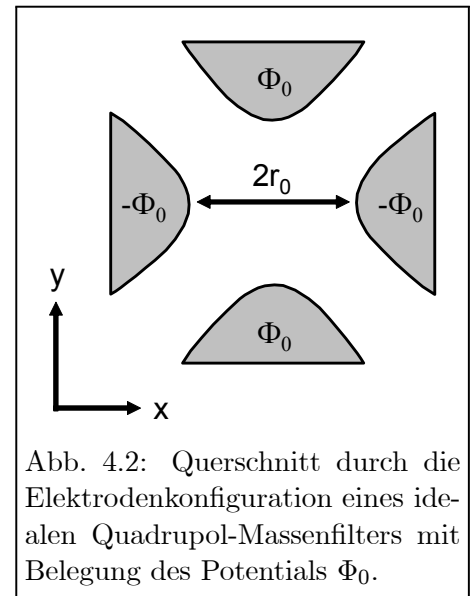 Φ₀
-Φ₀
2r₀
-Φ₀
Φ₀
y
x
Abb. 4.2: Querschnitt durch die
Elektrodenkonfiguration eines ide-
alen Quadrupol-Massenfilters mit
Belegung des Potentials Φ₀.